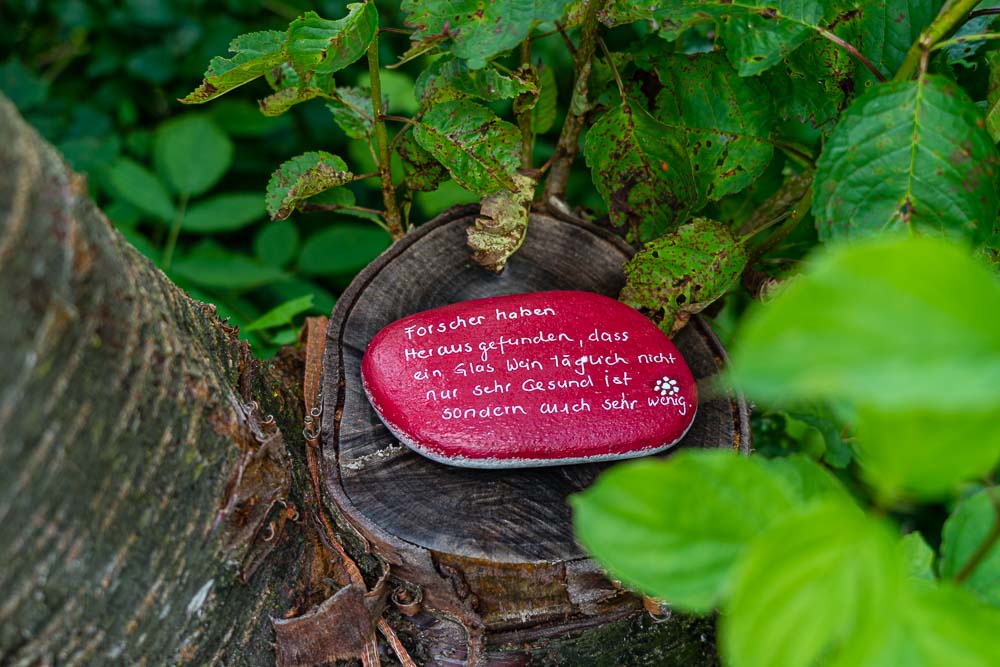 Forscher haben
Heraus gefunden, dass
ein Glas Wein täglich nicht
nur sehr Gesund ist
sondern auch sehr wenig